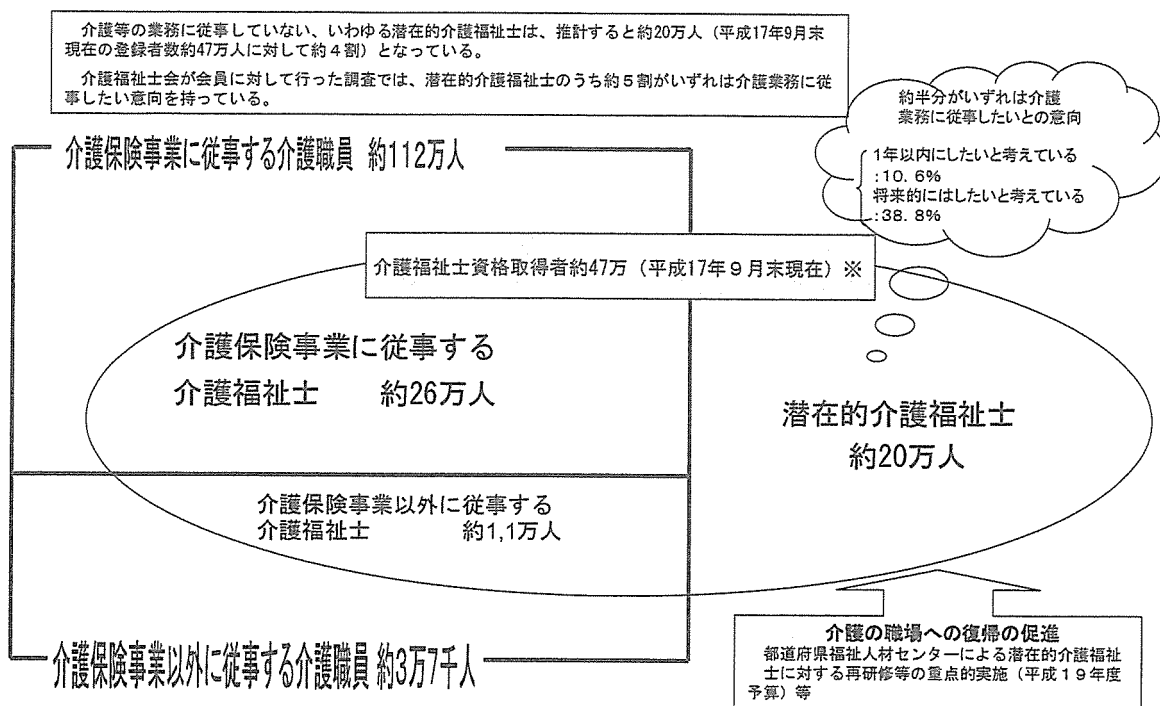 介護等の業務に従事していない、いわゆる潜在的介護福祉士は、推計すると約20万人（平成17年9月末
現在の登録者数約47万人に対して約４割）となっている。
介護福祉士会が会員に対して行った調査では、潜在的介護福祉士のうち約５割がいずれは介護業務に従
事したい意向を持っている。
約半分がいずれは介護
業務に従事したいとの意向
1年以内にしたいと考えている
:10. 6%
将来的にはしたいと考えている
:38. 8%
介護保険事業に従事する介護職員 約112万人
介護福祉士資格取得者約47万（平成17年９月末現在）※
介護保険事業に従事する
介護福祉士 約26万人
潜在的介護福祉士
約20万人
介護保険事業以外に従事する
介護福祉士 約1,1万人
介護保険事業以外に従事する介護職員 約3万7千人
介護の職場への復帰の促進
都道府県福祉人材センターによる潜在的介護福祉
士に対する再研修等の重点的実施（平成１９年度
予算）等